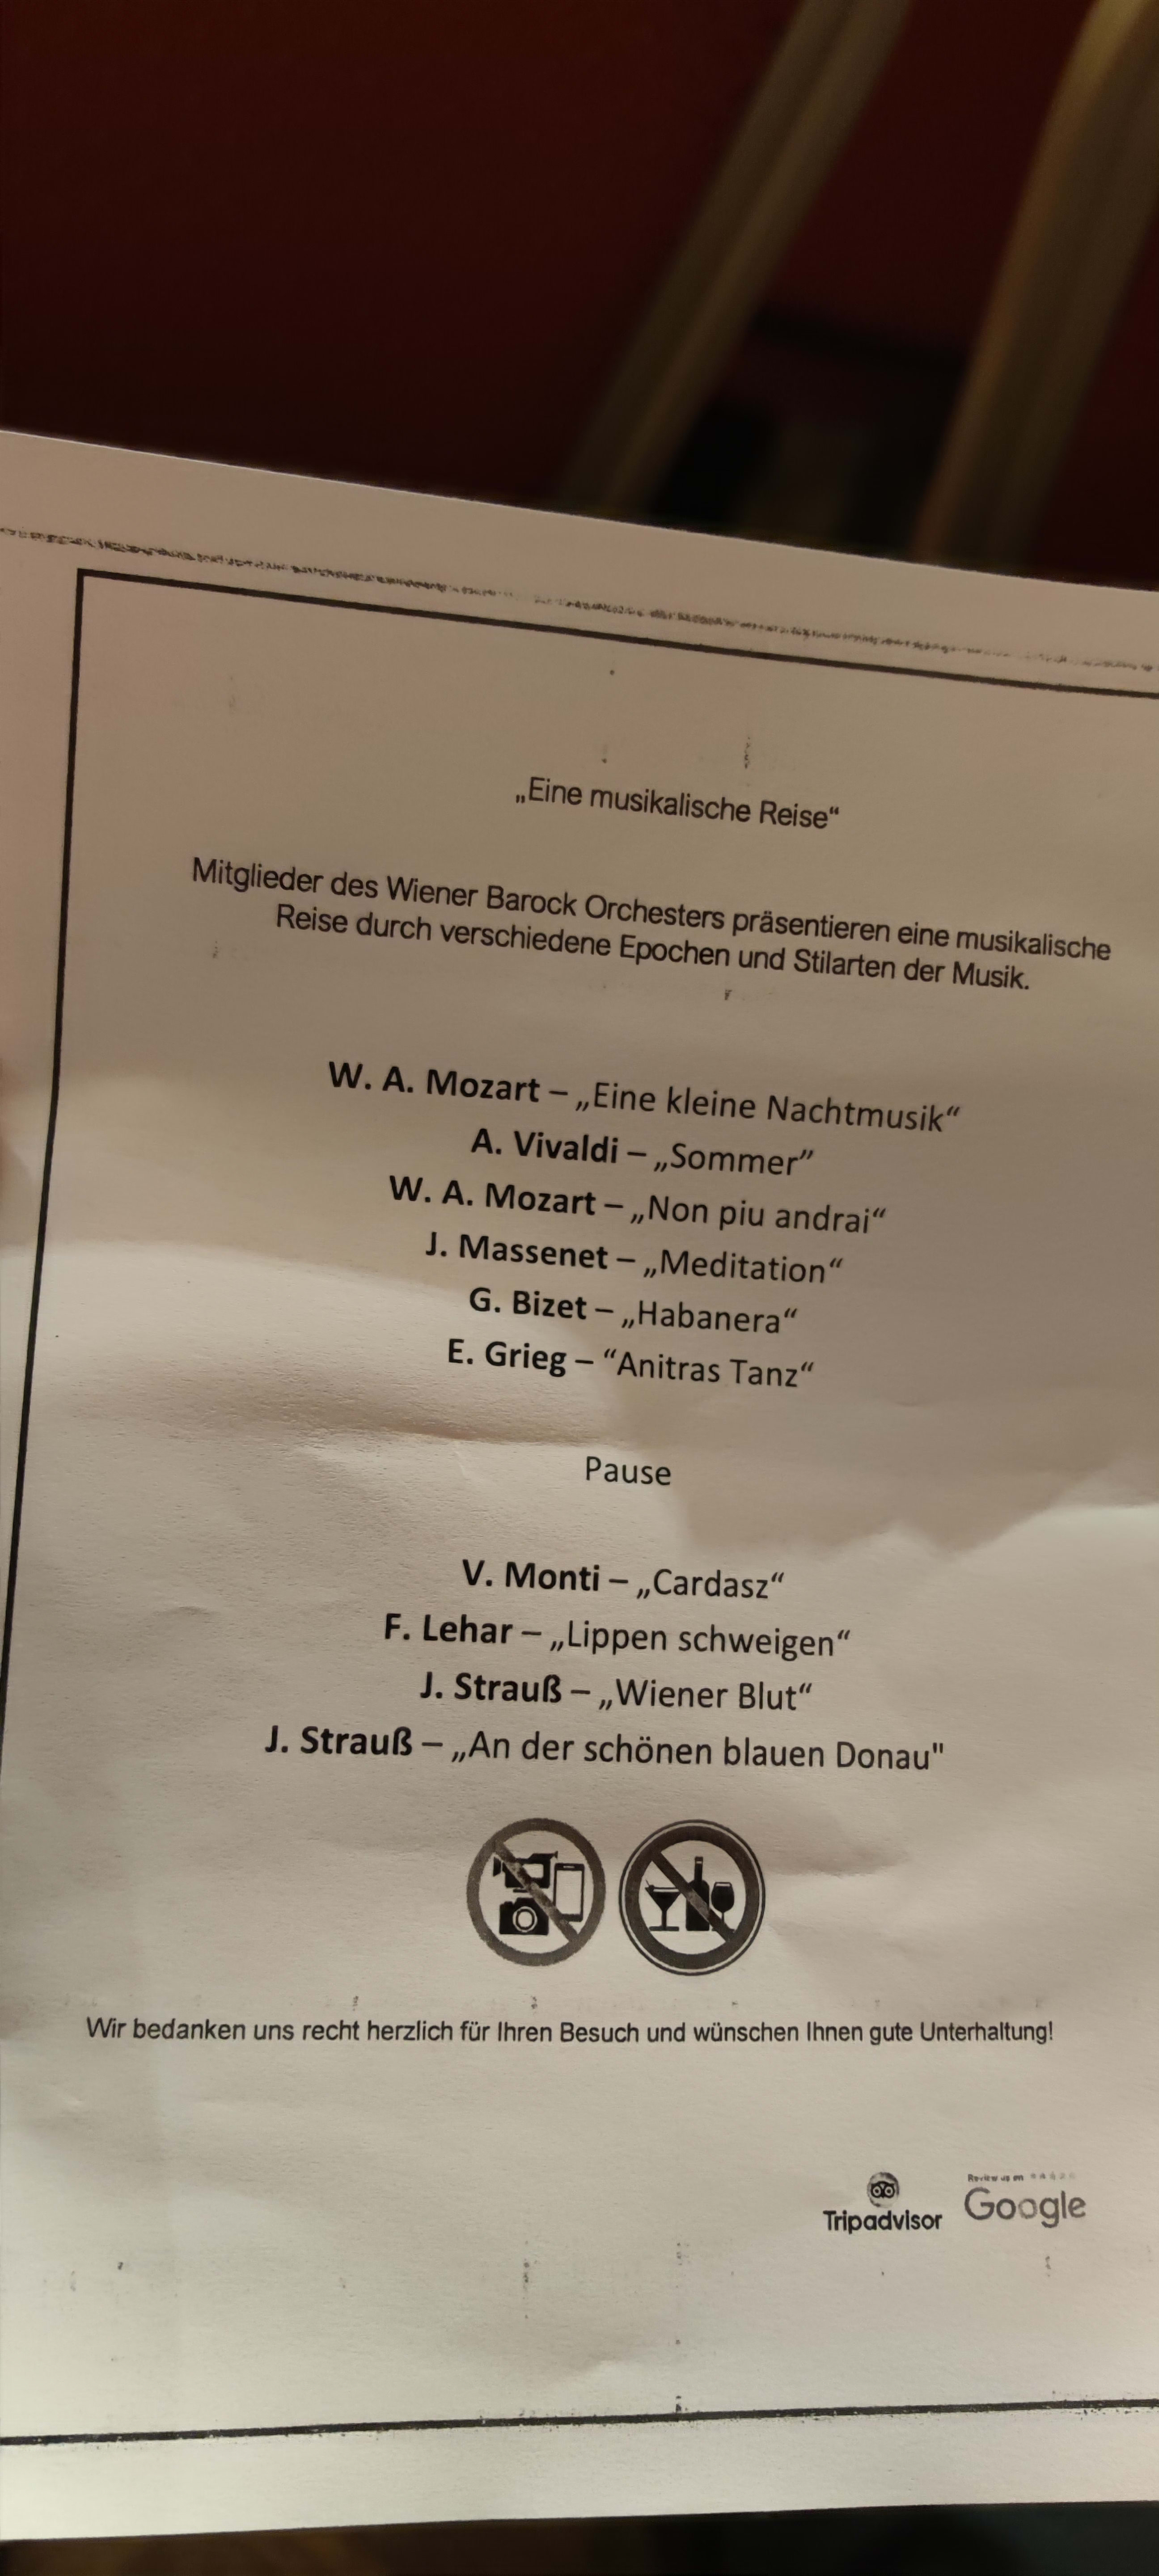 „Eine musikalische Reise“
Mitglieder des Wiener Barock Orchesters präsentieren eine musikalische
Reise durch verschiedene Epochen und Stilarten der Musik.
W. A. Mozart – „Eine kleine Nachtmusik“
A. Vivaldi – „Sommer”
W. A. Mozart – „Non piu andrai“
J. Massenet – „Meditation“
G. Bizet – „Habanera“
E. Grieg – “Anitras Tanz“
Pause
V. Monti – „Cardasz“
F. Lehar – „Lippen schweigen“
J. Strauß – „Wiener Blut“
J. Strauß – „An der schönen blauen Donau"
Wir bedanken uns recht herzlich für Ihren Besuch und wünschen Ihnen gute Unterhaltung!
Tripadvisor
Review us on
Google